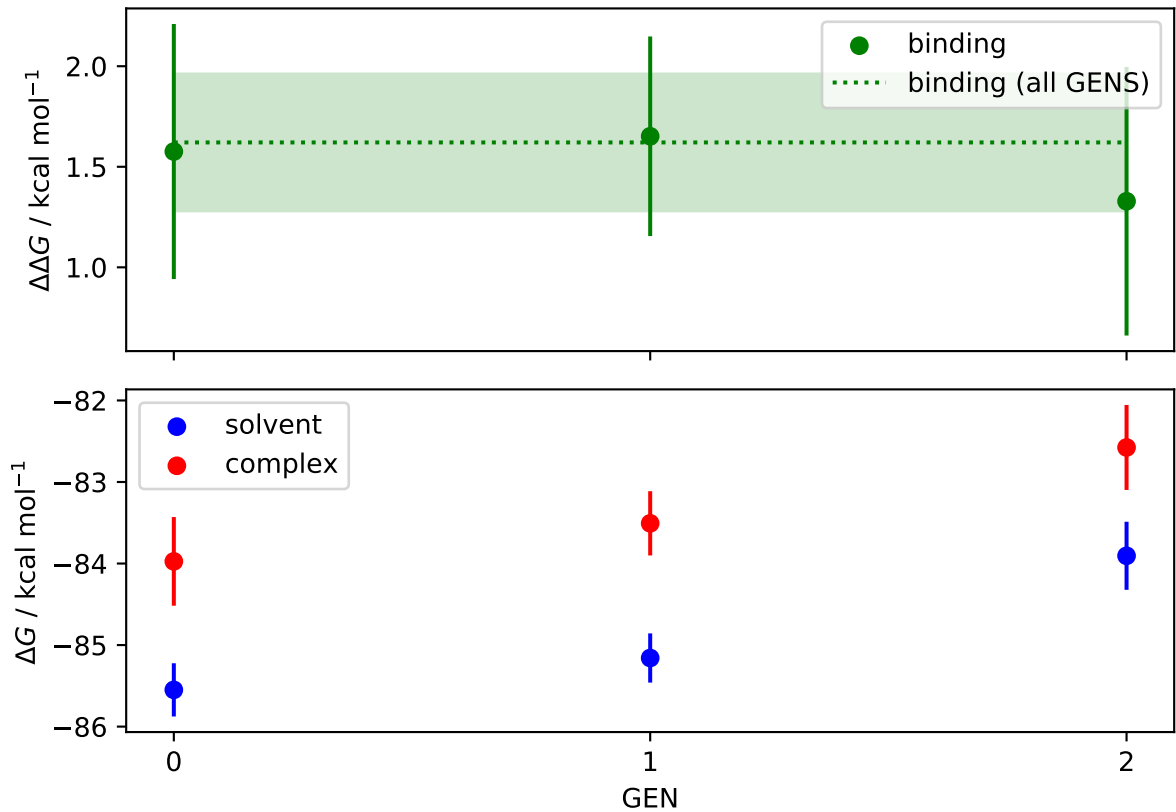 ΔΔG / kcal mol⁻¹
2.0
1.5
1.0
binding
binding (all GENS)
ΔG / kcal mol⁻¹
−82
−83
−84
−85
−86
solvent
complex
0 1 2
GEN